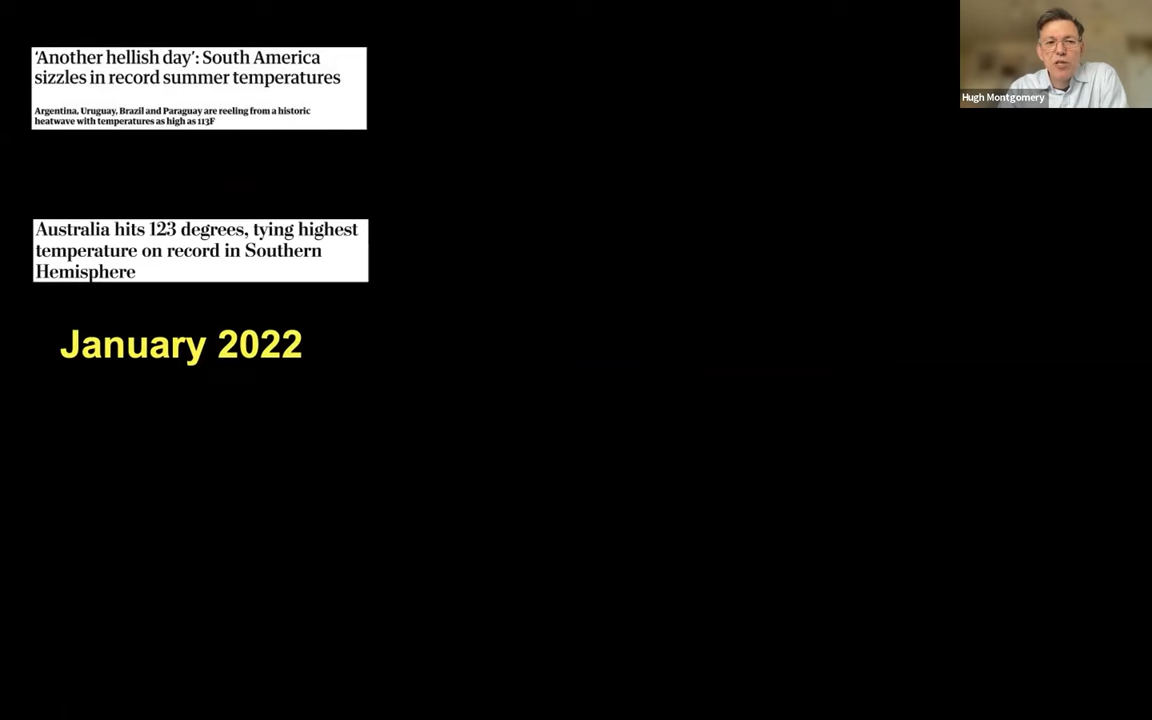 ‘Another hellish day’: South America
sizzles in record summer temperatures
Argentina, Uruguay, Brazil and Paraguay are reeling from a historic
heatwave with temperatures as high as 113F
Australia hits 123 degrees, tying highest
temperature on record in Southern
Hemisphere
January 2022
Hugh Montgomery